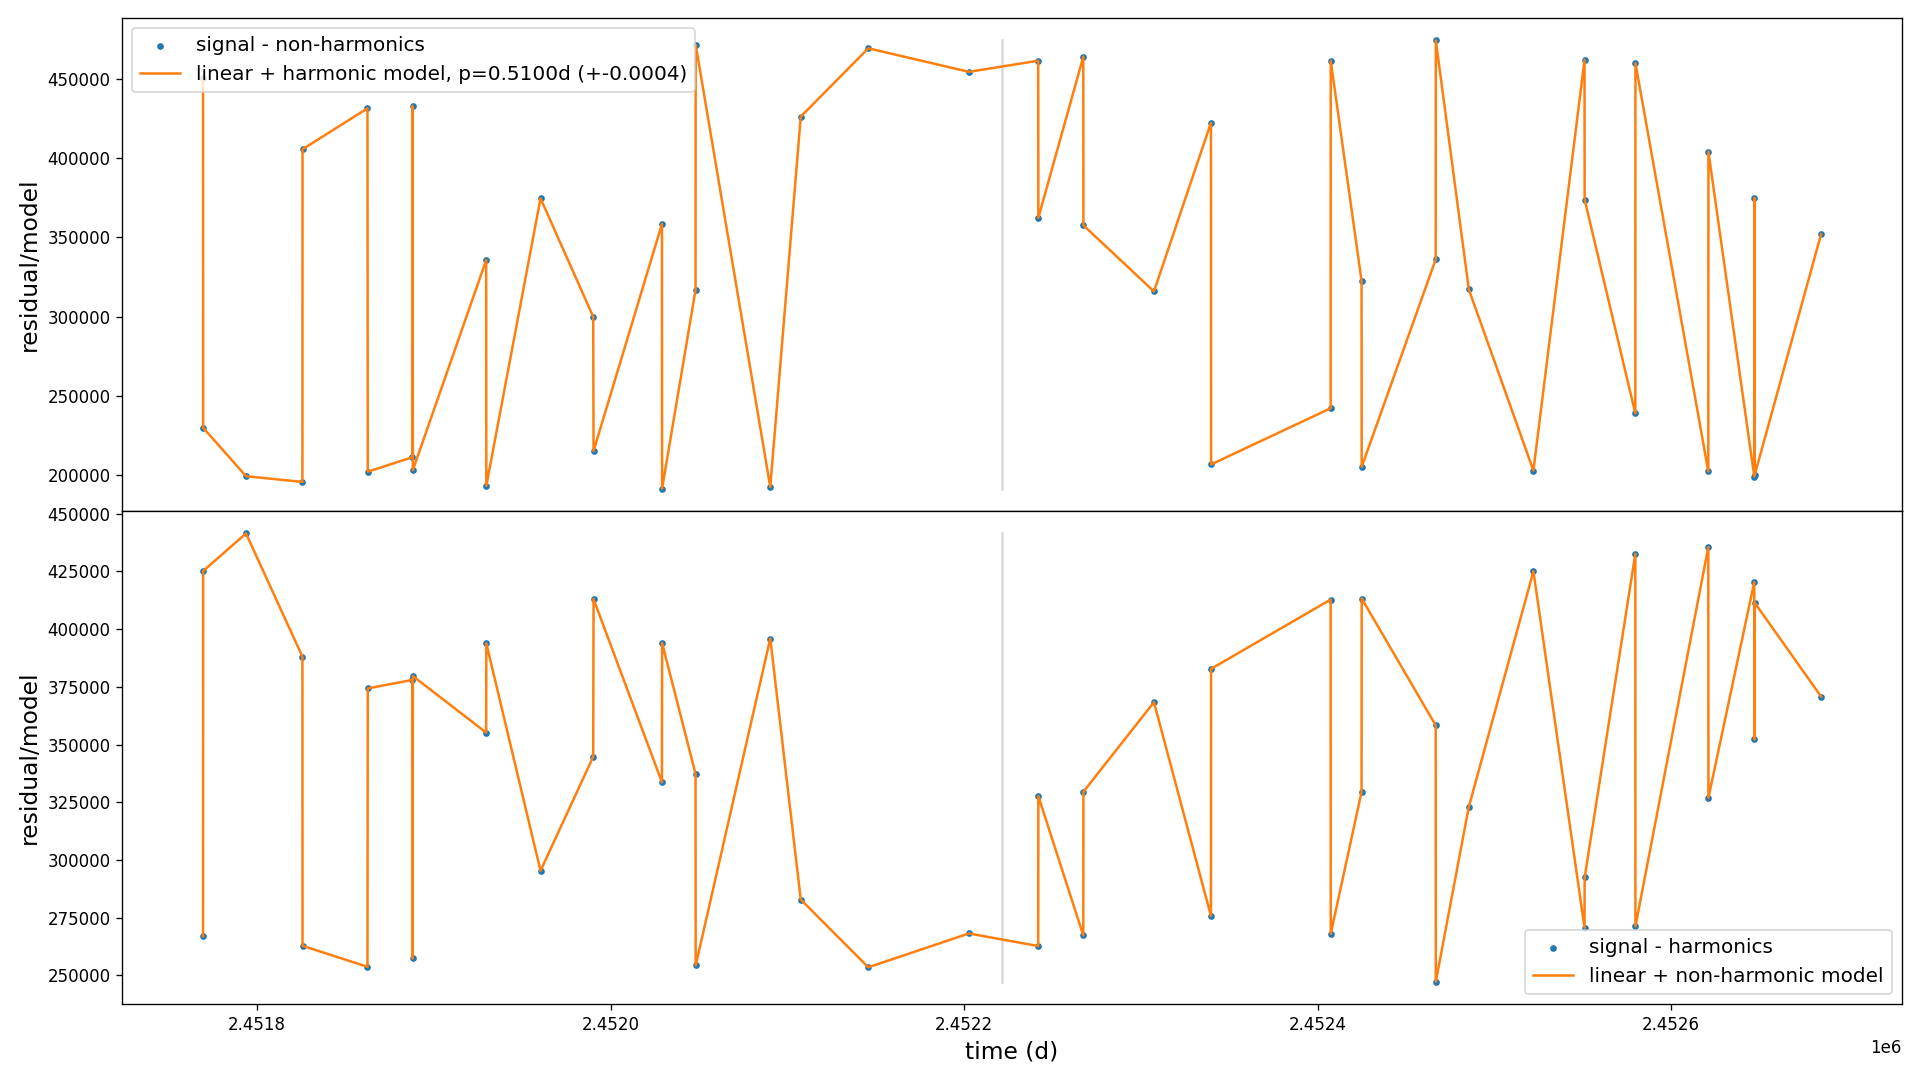 signal - non-harmonics
linear + harmonic model, p=0.5100d (+-0.0004)
450000
400000
350000
300000
250000
200000
residual/model
450000
425000
400000
375000
350000
325000
300000
275000
250000
residual/model
signal - harmonics
linear + non-harmonic model
2.4518
2.4520
2.4522
2.4524
2.4526
1e6
time (d)